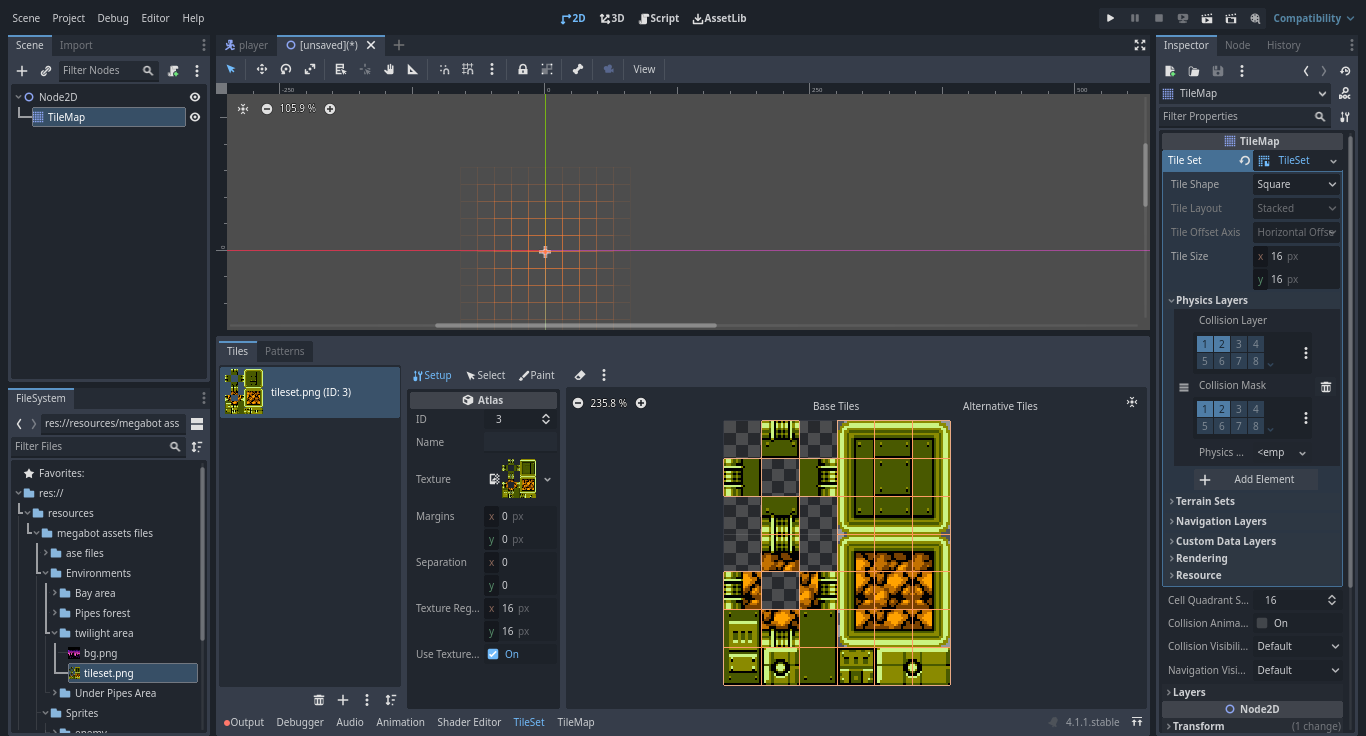 Scene Project Debug Editor Help
2D 3D Script AssetLib
Compatibility
Scene Import
Filter Nodes
Node2D
TileMap
FileSystem
res://resources/megabot ass
Filter Files
Favorites:
res://
resources
megabot assets files
ase files
Environments
Bay area
Pipes forest
twilight area
bg.png
tileset.png
Under Pipes Area
Sprites
player [unsaved](*)
View
-250 0 250 500
105.9 %
0
Tiles Patterns
tileset.png (ID: 3)
Setup Select Paint
Atlas
ID 3
Name
Texture
Margins x 0 px
y 0 px
Separation x 0
y 0
Texture Reg... x 16 px
y 16 px
Use Texture... On
235.8 %
Base Tiles Alternative Tiles
Output Debugger Audio Animation Shader Editor TileSet TileMap
4.1.1.stable
Inspector Node History
TileMap
Filter Properties
TileMap
Tile Set TileSet
Tile Shape Square
Tile Layout Stacked
Tile Offset Axis Horizontal Offse
Tile Size x 16 px
y 16 px
Physics Layers
Collision Layer
1 2 3 4
5 6 7 8
Collision Mask
1 2 3 4
5 6 7 8
Physics ... <emp
Add Element
Terrain Sets
Navigation Layers
Custom Data Layers
Rendering
Resource
Cell Quadrant S... 16
Collision Anima... On
Collision Visibili... Default
Navigation Visi... Default
Layers
Node2D
Transform (1 change)